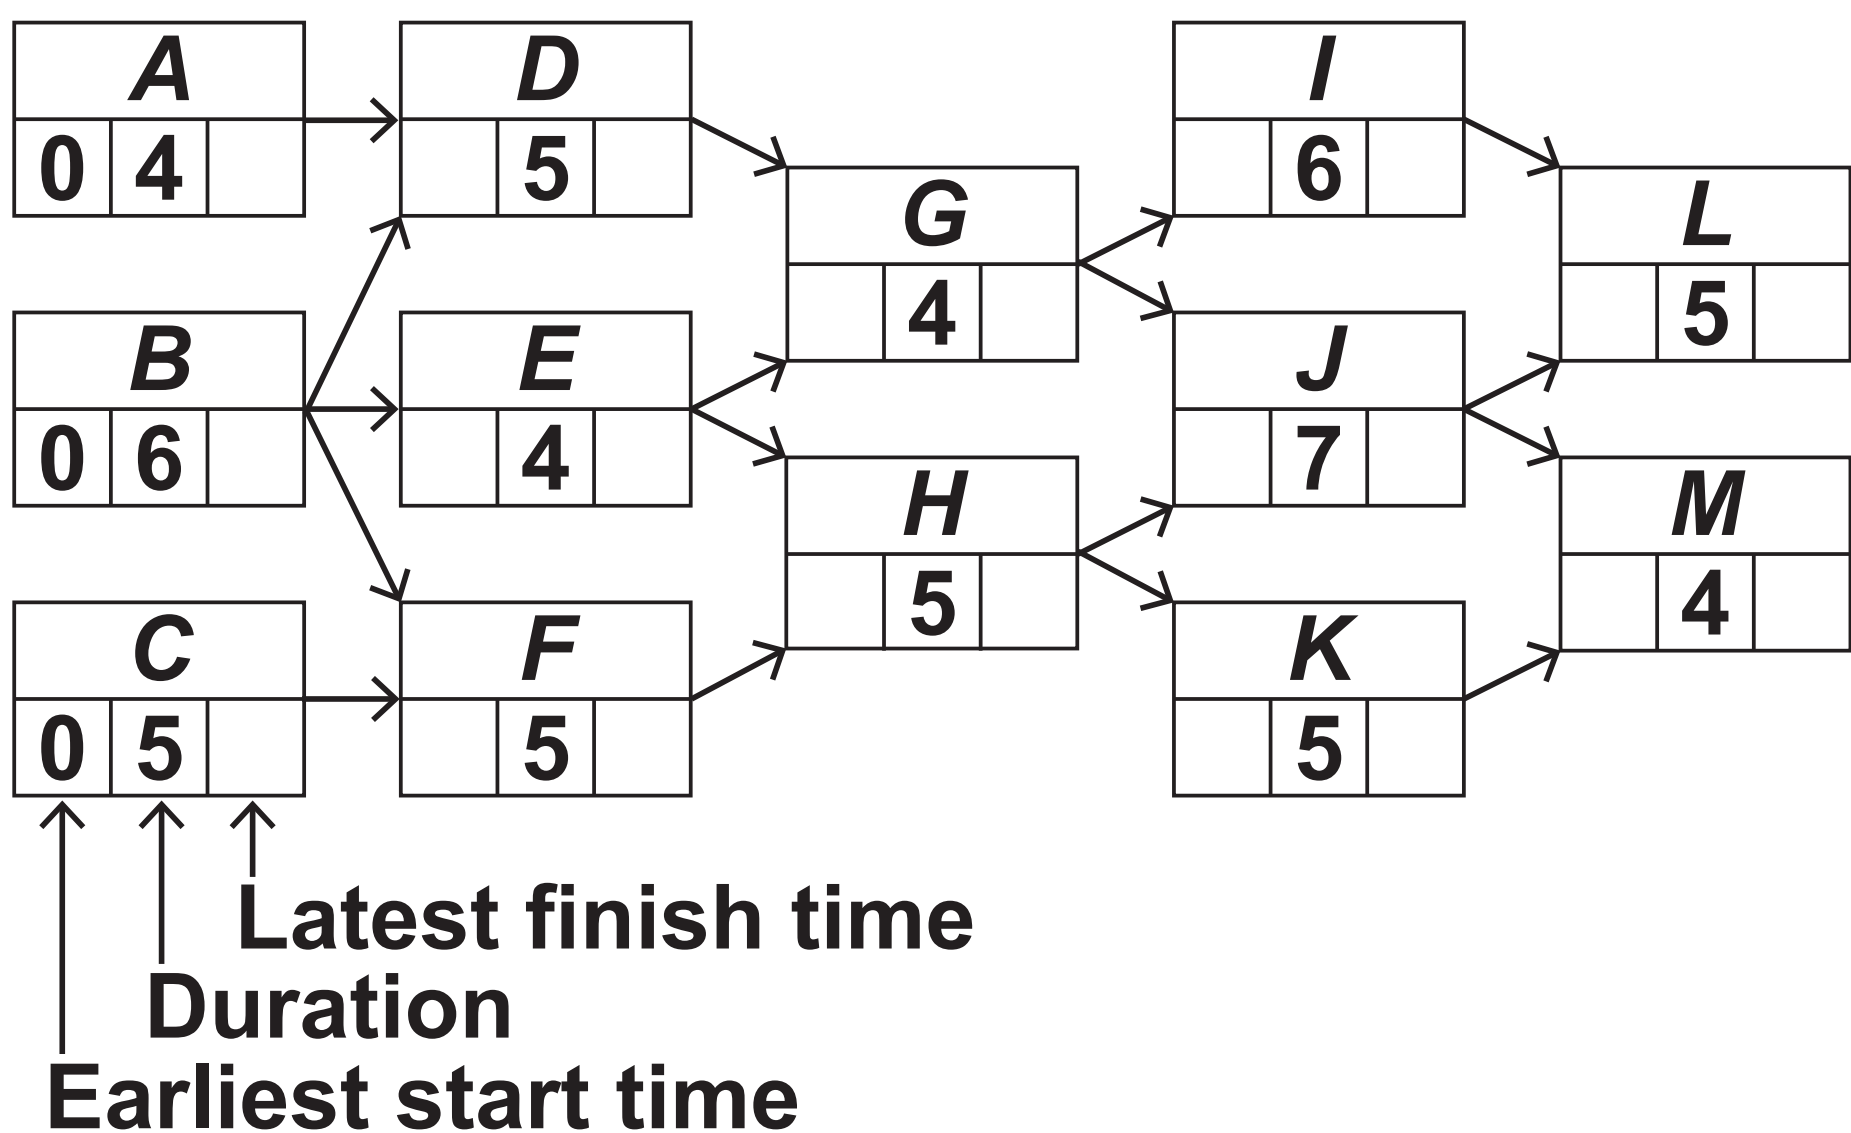 A D I
0 4 5 6
G L
4 5
B E J
0 6 4 7
H M
5 4
C F K
0 5 5 5
Latest finish time
Duration
Earliest start time